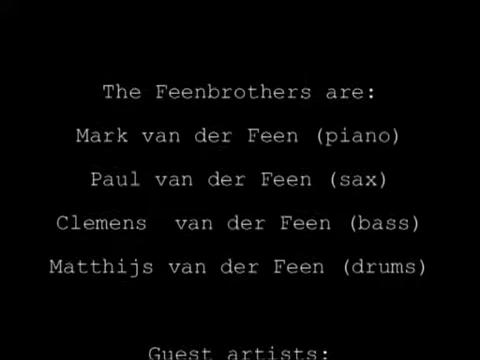 The Feenbrothers are:
Mark van der Feen (piano)
Paul van der Feen (sax)
Clemens  van der Feen (bass)
Matthijs van der Feen (drums)
Guest artists: